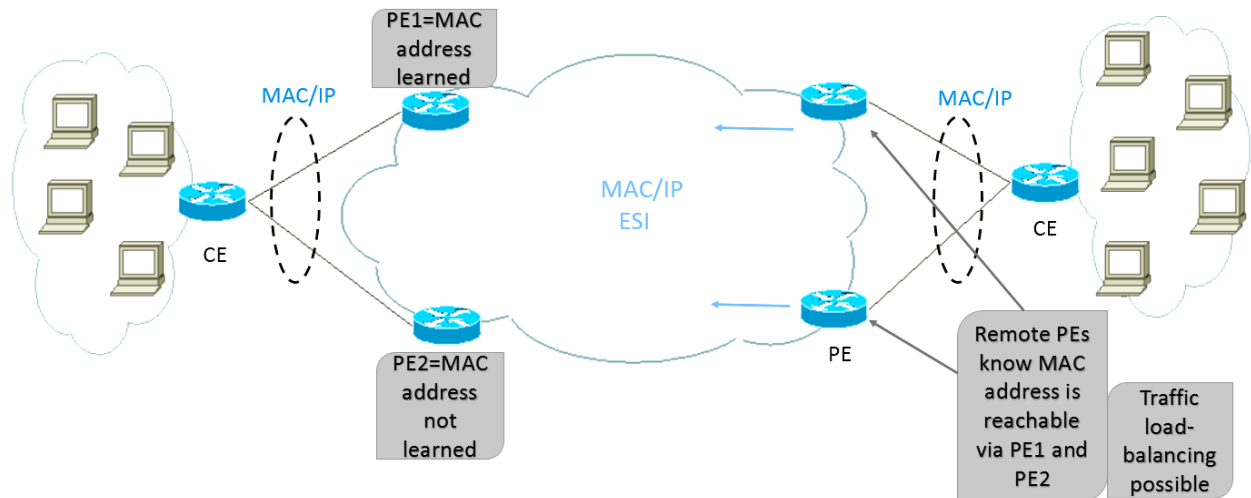 PE1=MAC
address
learned
MAC/IP
MAC/IP
MAC/IP
ESI
CE
CE
PE
PE2=MAC
address
not
learned
Remote PEs
know MAC
address is
reachable
via PE1 and
PE2
Traffic
load-
balancing
possible